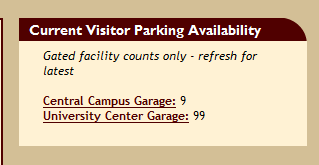 Current Visitor Parking Availability
Gated facility counts only - refresh for
latest
Central Campus Garage: 9
University Center Garage: 99